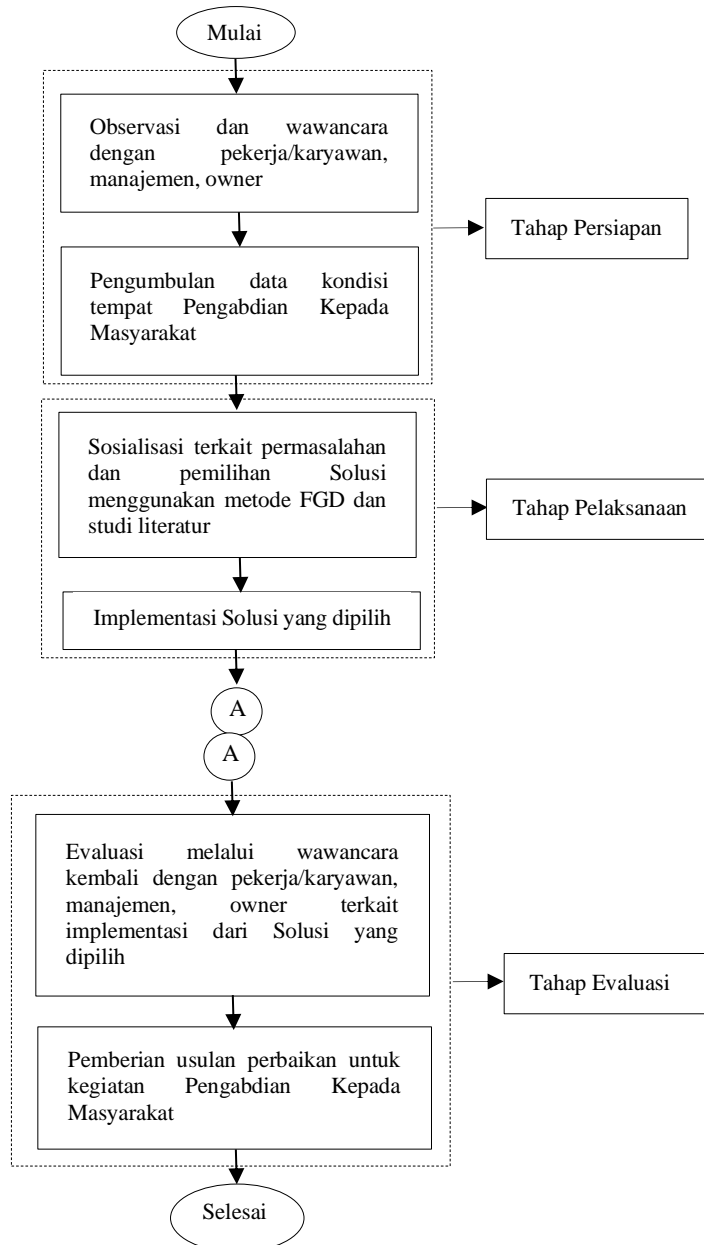 Mulai
Observasi dan wawancara
dengan pekerja/karyawan,
manajemen, owner
Tahap Persiapan
Pengumbulan data kondisi
tempat Pengabdian Kepada
Masyarakat
Sosialisasi terkait permasalahan
dan pemilihan Solusi
menggunakan metode FGD dan
studi literatur
Tahap Pelaksanaan
Implementasi Solusi yang dipilih
A
A
Evaluasi melalui wawancara
kembali dengan pekerja/karyawan,
manajemen, owner terkait
implementasi dari Solusi yang
dipilih
Tahap Evaluasi
Pemberian usulan perbaikan untuk
kegiatan Pengabdian Kepada
Masyarakat
Selesai